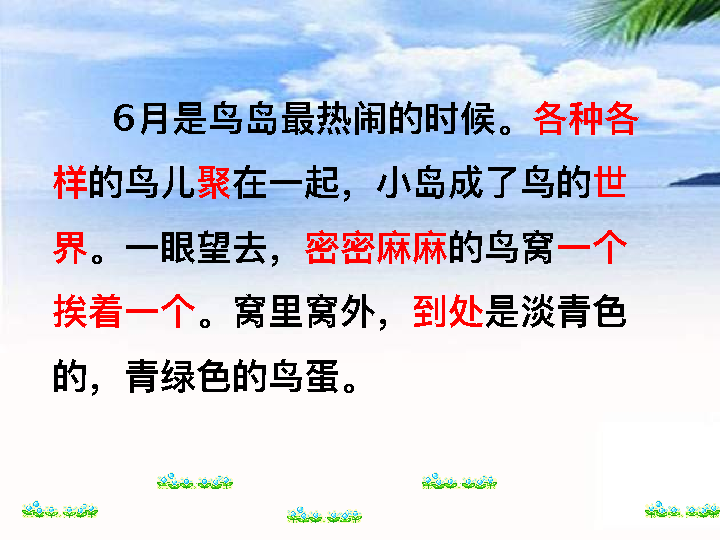 6月是鸟岛最热闹的时候。各种各
样的鸟儿聚在一起，小岛成了鸟的世
界。一眼望去，密密麻麻的鸟窝一个
挨着一个。窝里窝外，到处是淡青色
的，青绿色的鸟蛋。